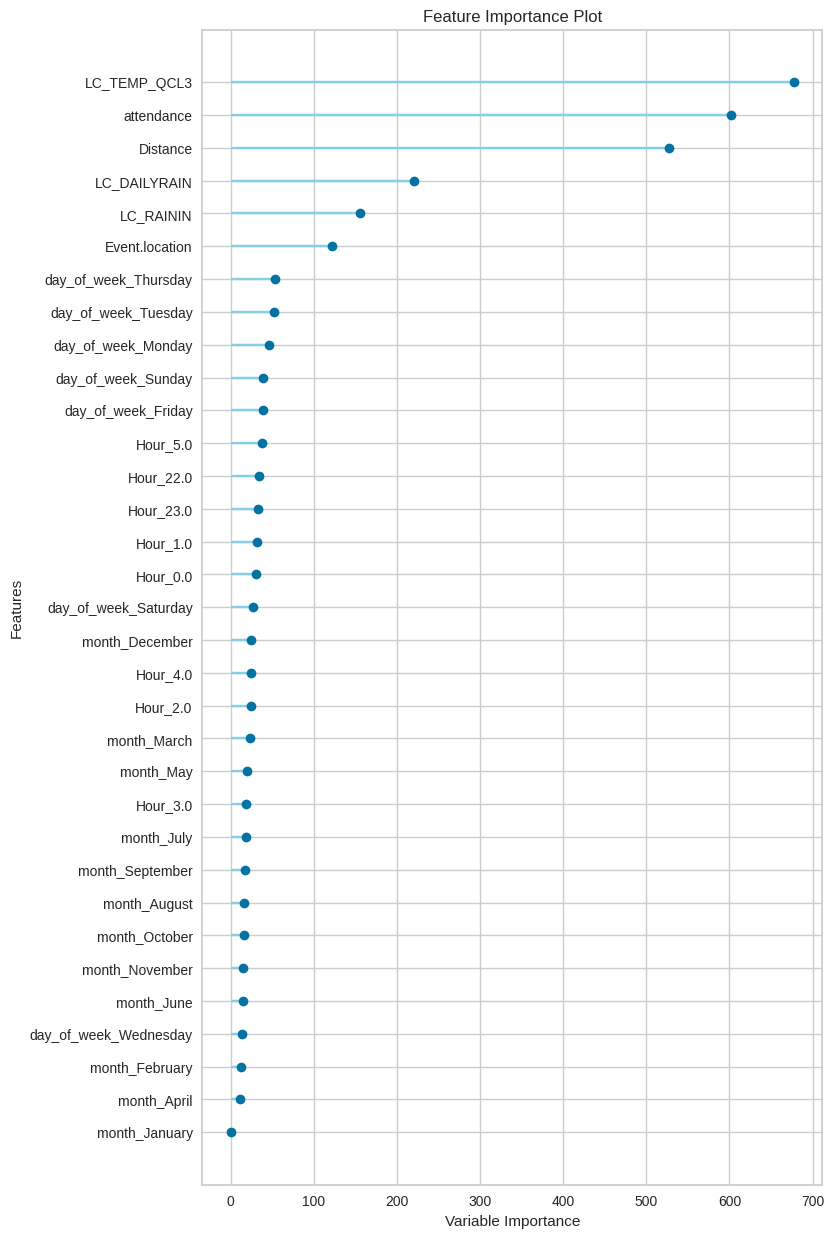 Feature Importance Plot
LC_TEMP_QCL3
attendance
Distance
LC_DAILYRAIN
LC_RAININ
Event.location
day_of_week_Thursday
day_of_week_Tuesday
day_of_week_Monday
day_of_week_Sunday
day_of_week_Friday
Hour_5.0
Hour_22.0
Hour_23.0
Hour_1.0
Hour_0.0
day_of_week_Saturday
month_December
Hour_4.0
Hour_2.0
month_March
month_May
Hour_3.0
month_July
month_September
month_August
month_October
month_November
month_June
day_of_week_Wednesday
month_February
month_April
month_January
Features
0 100 200 300 400 500 600 700
Variable Importance